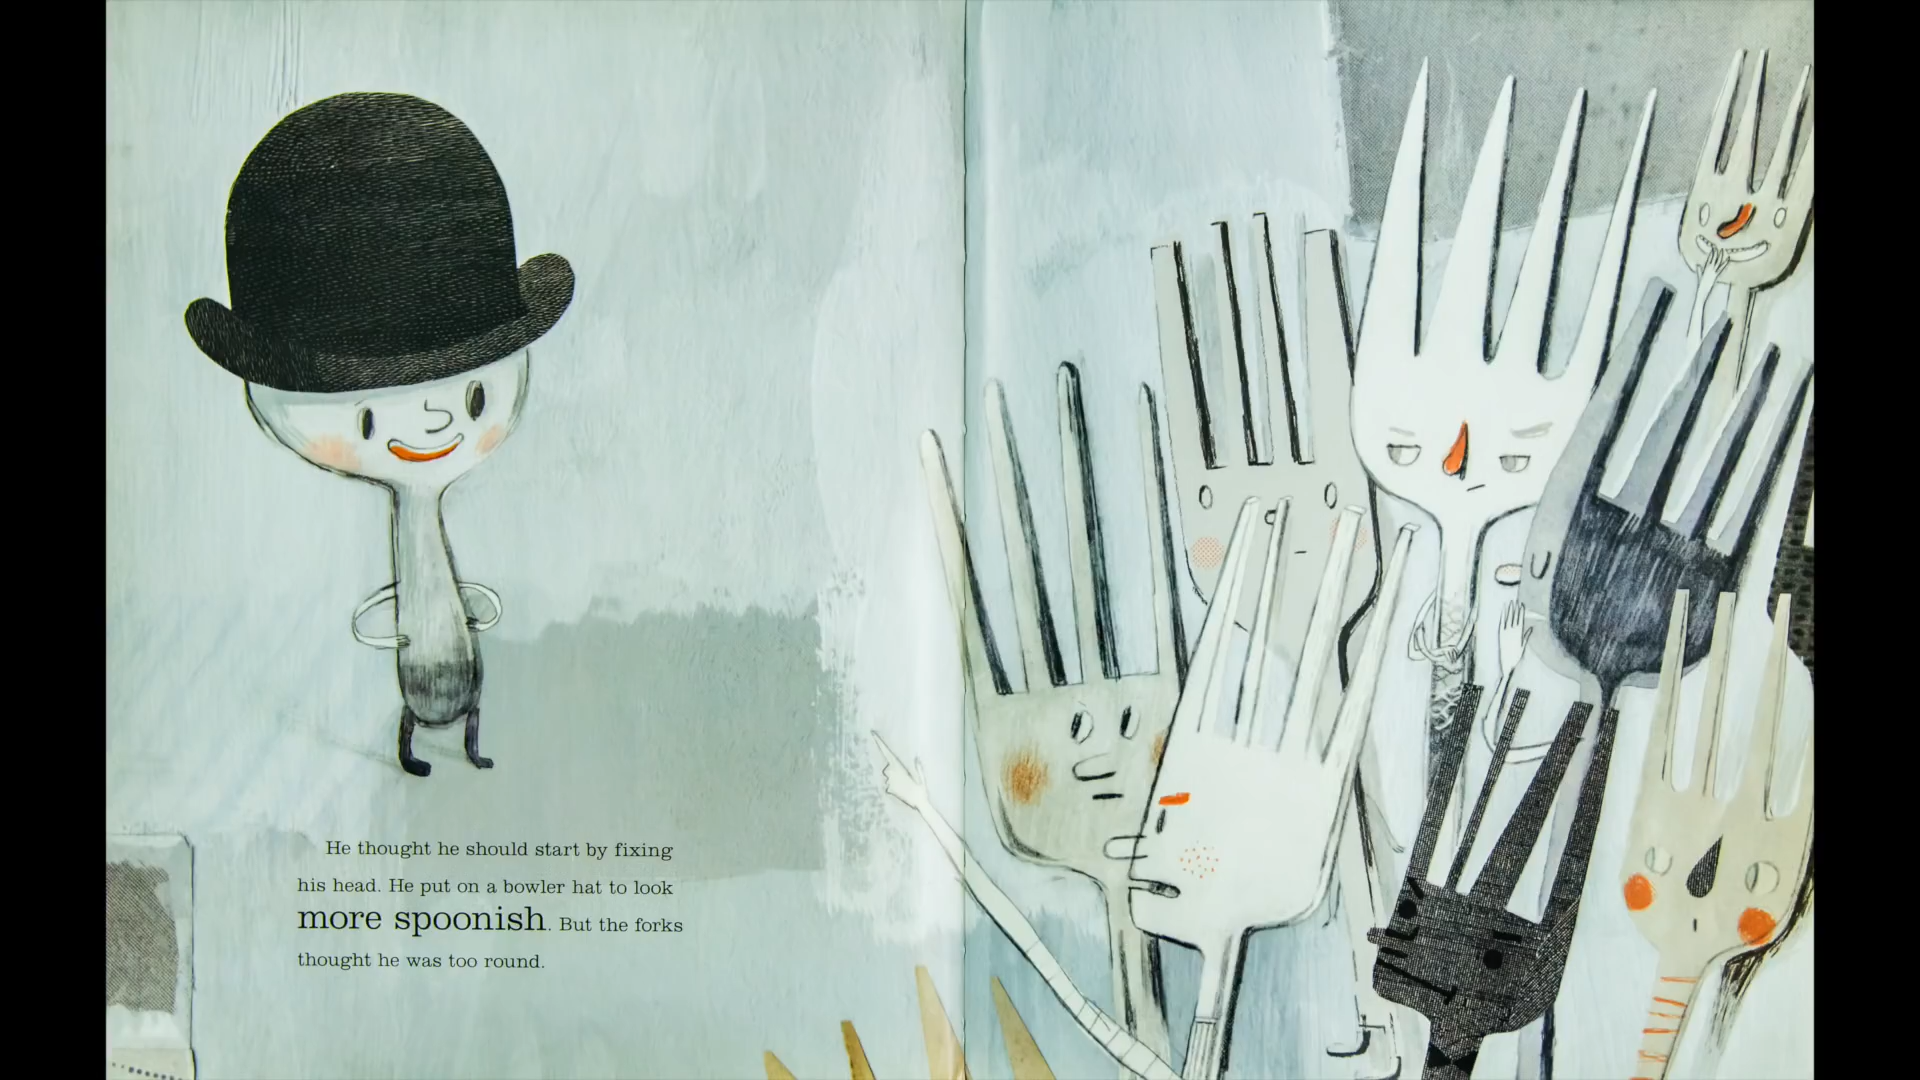 He thought he should start by fixing
his head. He put on a bowler hat to look
more spoonish. But the forks
thought he was too round.